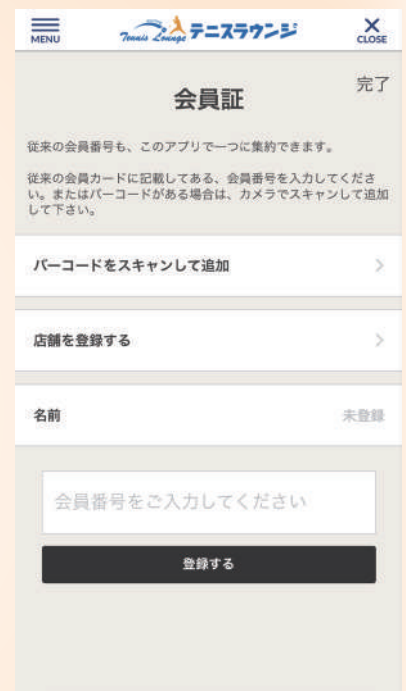 MENU
Tennis Lounge テニスラウンジ
CLOSE
会員証
完了
従来の会員番号も、このアプリで一つに集約できます。
従来の会員カードに記載してある、会員番号を入力してくださ
い。またはバーコードがある場合は、カメラでスキャンして追加
して下さい。
バーコードをスキャンして追加
店舗を登録する
名前
未登録
会員番号をご入力してください
登録する